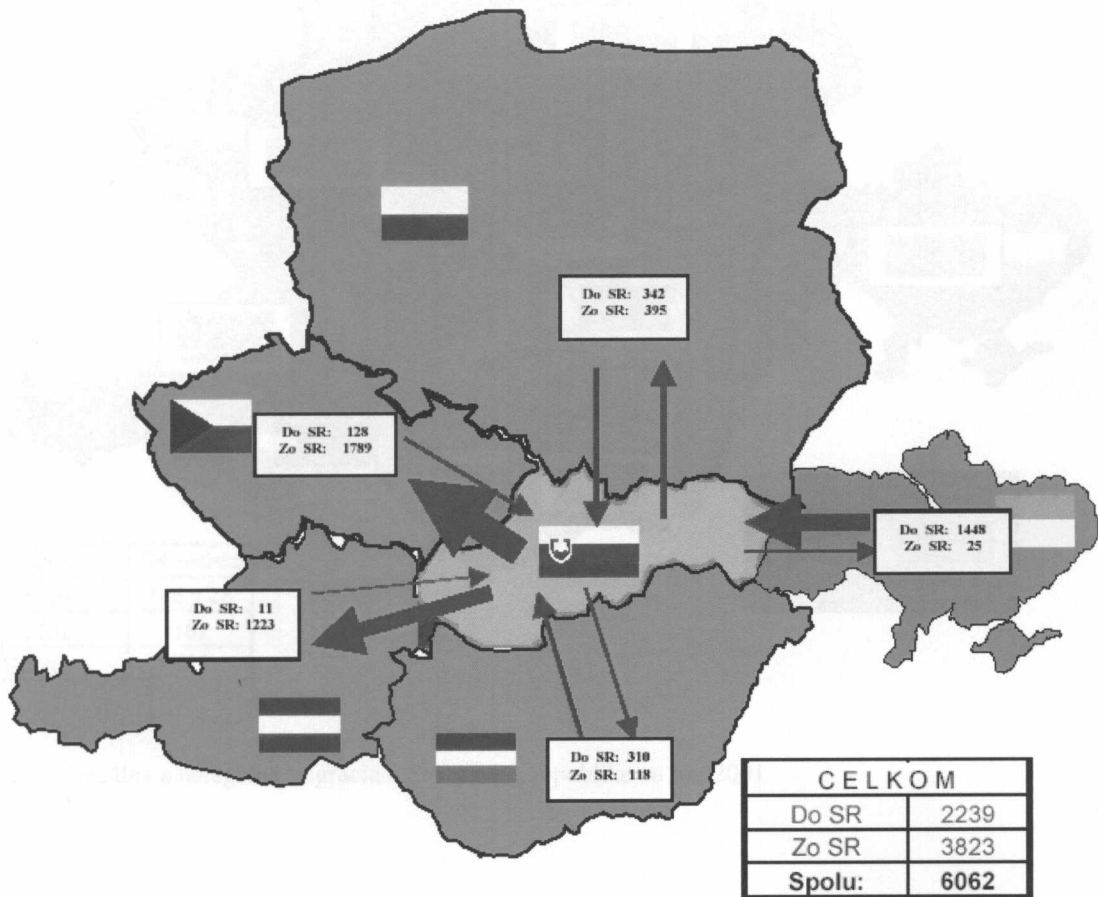 Do SR: 342
Zo SR: 395
Do SR: 128
Zo SR: 1789
Do SR: 1448
Zo SR: 25
Do SR: 11
Zo SR: 1223
Do SR: 310
Zo SR: 118
CELKOM
Do SR 2239
Zo SR 3823
Spolu: 6062